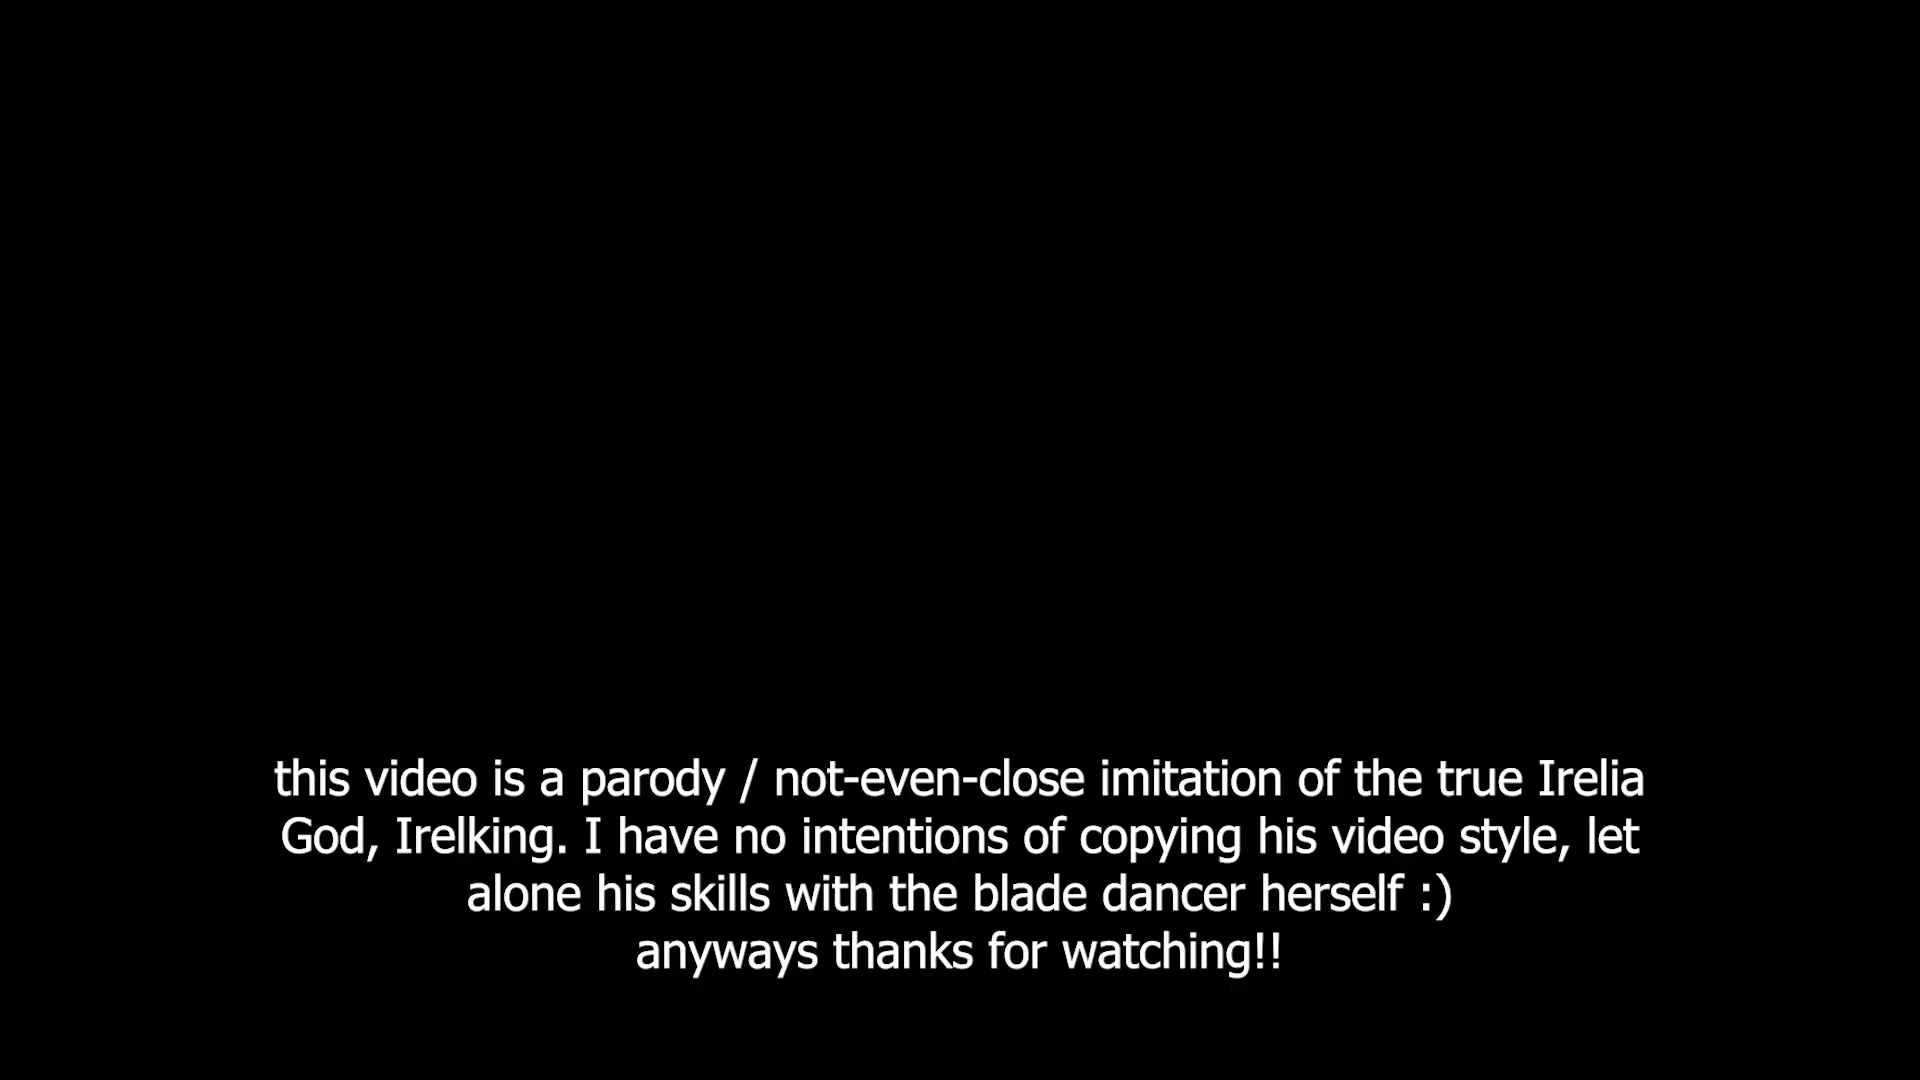 this video is a parody / not-even-close imitation of the true Irelia
God, Irelking. I have no intentions of copying his video style, let
alone his skills with the blade dancer herself :)
anyways thanks for watching!!